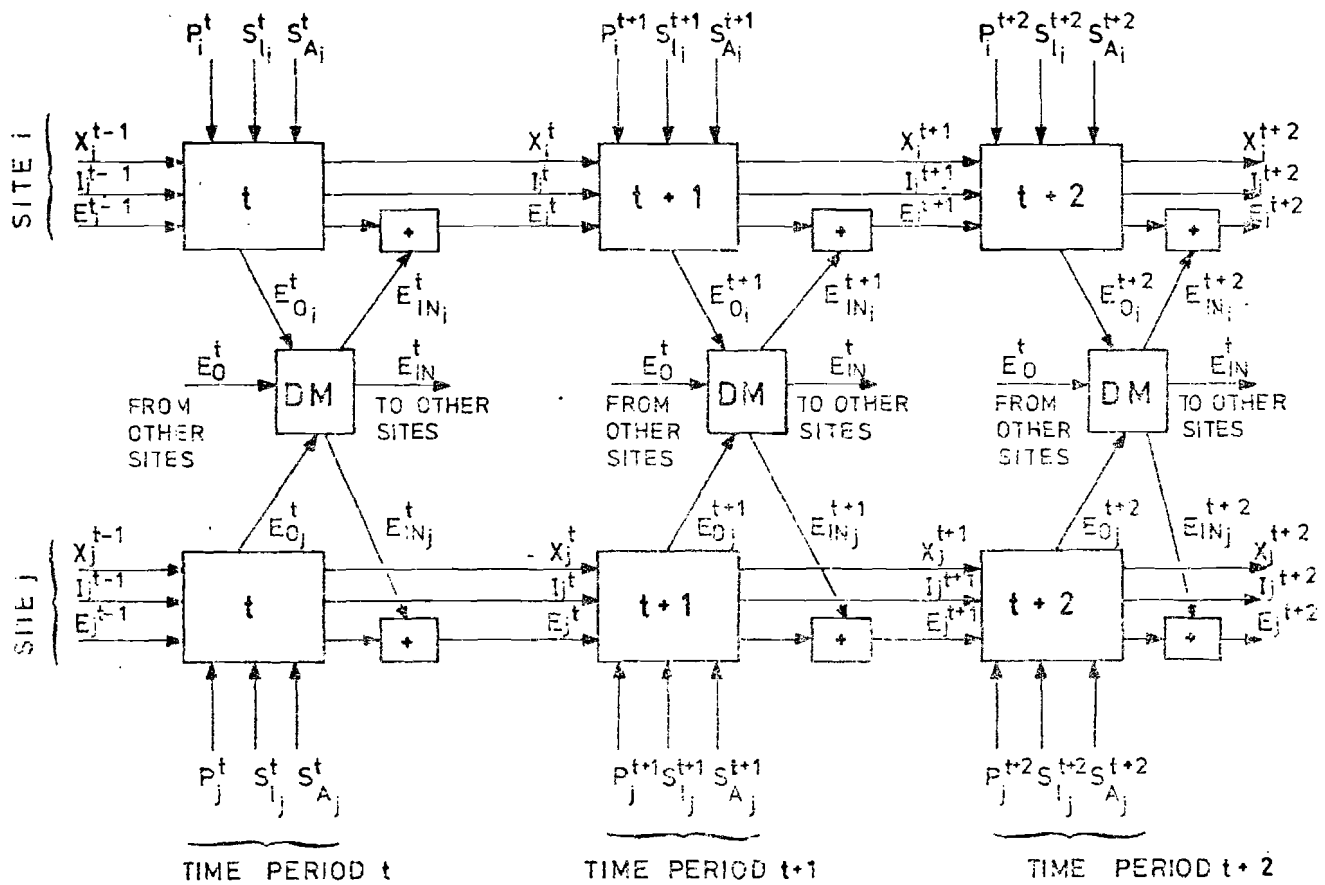 P_i^t S_{I_i}^t S_{A_i}^t P_i^{t+1} S_{I_i}^{t+1} S_{A_i}^{t+1} P_i^{t+2} S_{I_i}^{t+2} S_{A_i}^{t+2}
SITE i
X_i^{t-1} X_i^t X_i^{t+1} X_i^{t+2}
I_i^{t-1} t I_i^t t + 1 I_i^{t+1} t + 2 I_i^{t+2}
E_i^{t-1} + E_i^t + E_i^{t+1} + E_i^{t+2}
E_{O_i}^t E_{IN_i}^t E_{O_i}^{t+1} E_{IN_i}^{t+1} E_{O_i}^{t+2} E_{IN_i}^{t+2}
E_O^t DM E_{IN}^t E_O^t DM E_{IN}^t E_O^t DM E_{IN}^t
FROM TO OTHER FROM TO OTHER FROM TO OTHER
OTHER SITES OTHER SITES OTHER SITES
SITES SITES SITES
E_{O_j}^t E_{IN_j}^t E_{O_j}^{t+1} E_{IN_j}^{t+1} E_{O_j}^{t+2} E_{IN_j}^{t+2}
SITE j
X_j^{t-1} X_j^t X_j^{t+1} X_j^{t+2}
I_j^{t-1} t I_j^t t+1 I_j^{t+1} t + 2 I_j^{t+2}
E_j^{t-1} + E_j^t + E_j^{t+1} + E_j^{t+2}
P_j^t S_{I_j}^t S_{A_j}^t P_j^{t+1} S_{I_j}^{t+1} S_{A_j}^{t+1} P_j^{t+2} S_{I_j}^{t+2} S_{A_j}^{t+2}
TIME PERIOD t TIME PERIOD t+1 TIME PERIOD t + 2